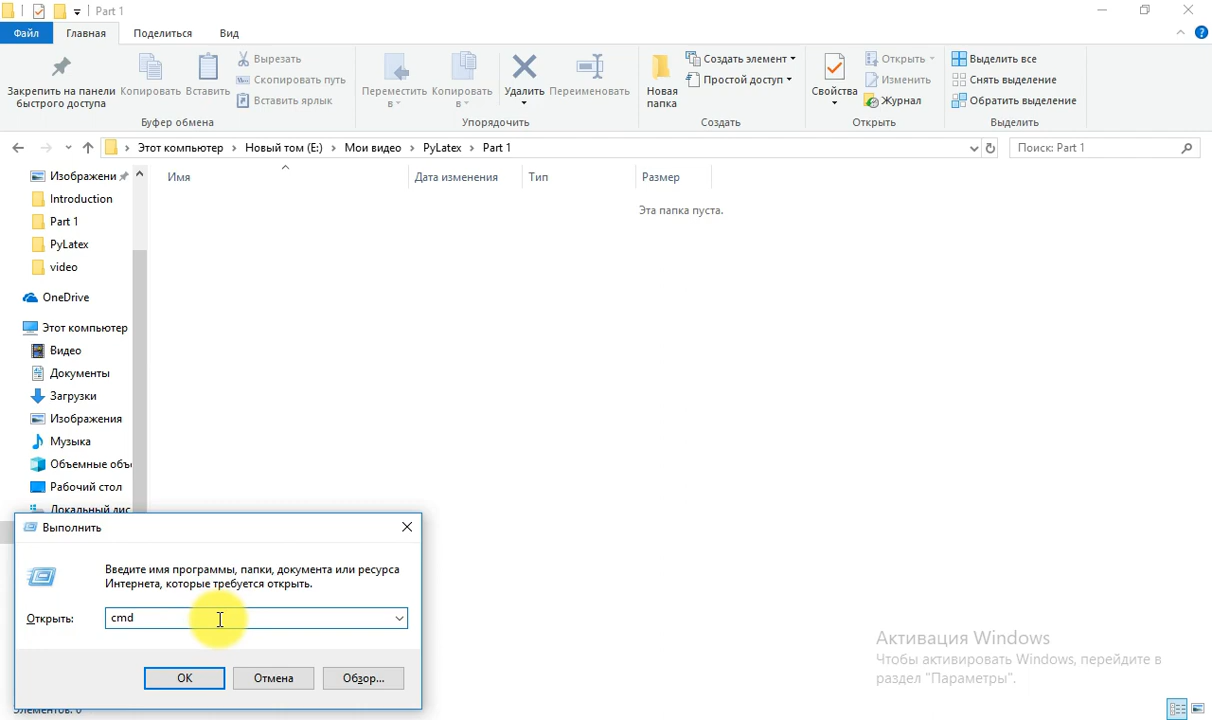 Part 1
Файл Главная Поделиться Вид
Закрепить на панели быстрого доступа
Копировать
Вставить
Вырезать
Скопировать путь
Вставить ярлык
Буфер обмена
Переместить в
Копировать в
Удалить
Переименовать
Упорядочить
Новая папка
Создать элемент
Простой доступ
Создать
Свойства
Открыть
Изменить
Журнал
Открыть
Выделить все
Снять выделение
Обратить выделение
Выделить
Этот компьютер > Новый том (E:) > Мои видео > PyLatex > Part 1
Поиск: Part 1
Имя Дата изменения Тип Размер
Эта папка пуста.
Изображени
Introduction
Part 1
PyLatex
video
OneDrive
Этот компьютер
Видео
Документы
Загрузки
Изображения
Музыка
Объемные объ
Рабочий стол
Локальный дис
Выполнить
Введите имя программы, папки, документа или ресурса
Интернета, которые требуется открыть.
Открыть: cmd
OK Отмена Обзор...
Элементов: 0
Активация Windows
Чтобы активировать Windows, перейдите в
раздел "Параметры".